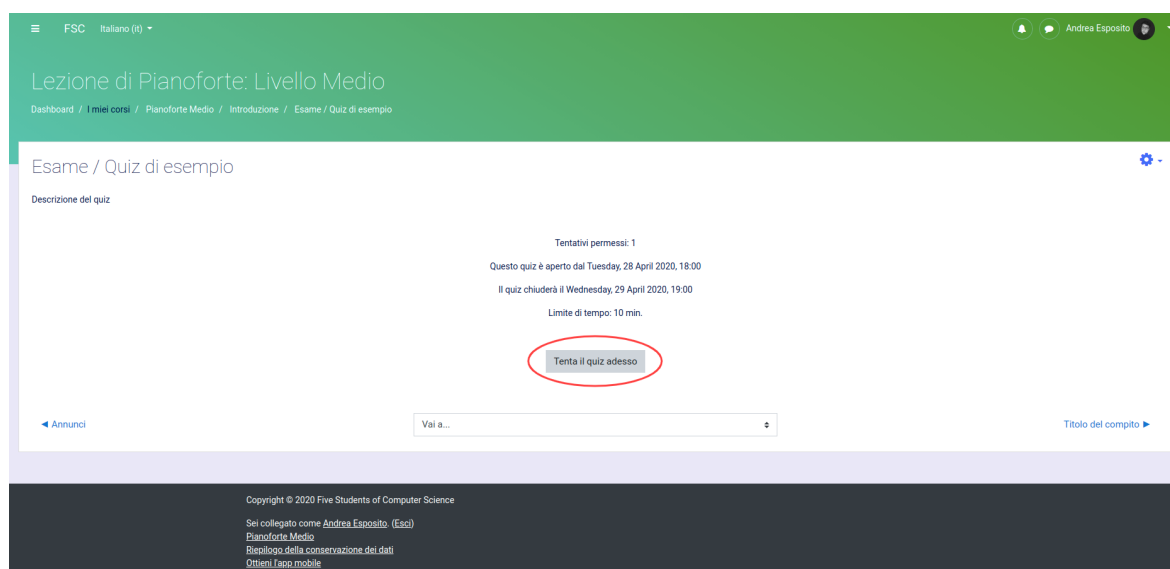 FSC Italiano (it)
Andrea Esposito
Lezione di Pianoforte: Livello Medio
Dashboard / I miei corsi / Pianoforte Medio / Introduzione / Esame / Quiz di esempio
Esame / Quiz di esempio
Descrizione del quiz
Tentativi permessi: 1
Questo quiz è aperto dal Tuesday, 28 April 2020, 18:00
Il quiz chiuderà il Wednesday, 29 April 2020, 19:00
Limite di tempo: 10 min.
Tenta il quiz adesso
◄ Annunci
Vai a...
Titolo del compito ►
Copyright © 2020 Five Students of Computer Science
Sei collegato come Andrea Esposito. (Esci)
Pianoforte Medio
Riepilogo della conservazione dei dati
Ottieni l'app mobile